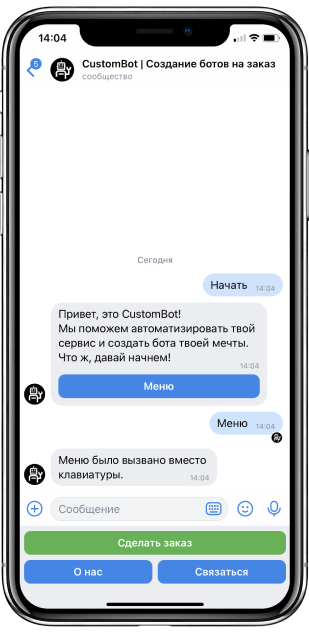 14:04
5
CustomBot | Создание ботов на заказ
сообщество
Сегодня
Начать 14:04
Привет, это CustomBot!
Мы поможем автоматизировать твой
сервис и создать бота твоей мечты.
Что ж, давай начнем!
14:04
Меню
Меню 14:04
Меню было вызвано вместо
клавиатуры. 14:04
Сообщение
Сделать заказ
О нас
Связаться